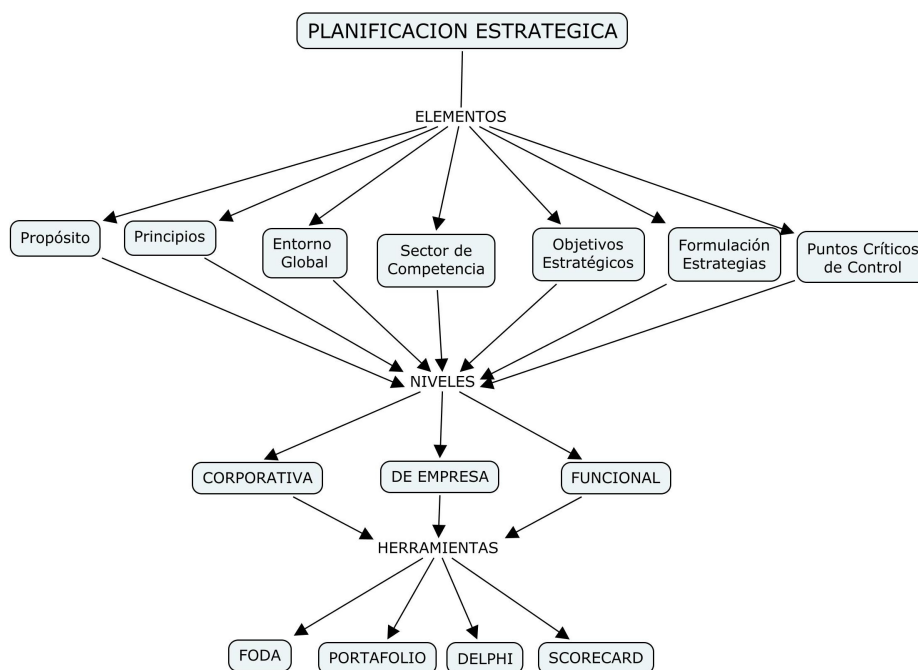 PLANIFICACION ESTRATEGICA
ELEMENTOS
Propósito
Principios
Entorno
Global
Sector de
Competencia
Objetivos
Estratégicos
Formulación
Estrategias
Puntos Críticos
de Control
NIVELES
CORPORATIVA
DE EMPRESA
FUNCIONAL
HERRAMIENTAS
FODA
PORTAFOLIO
DELPHI
SCORECARD